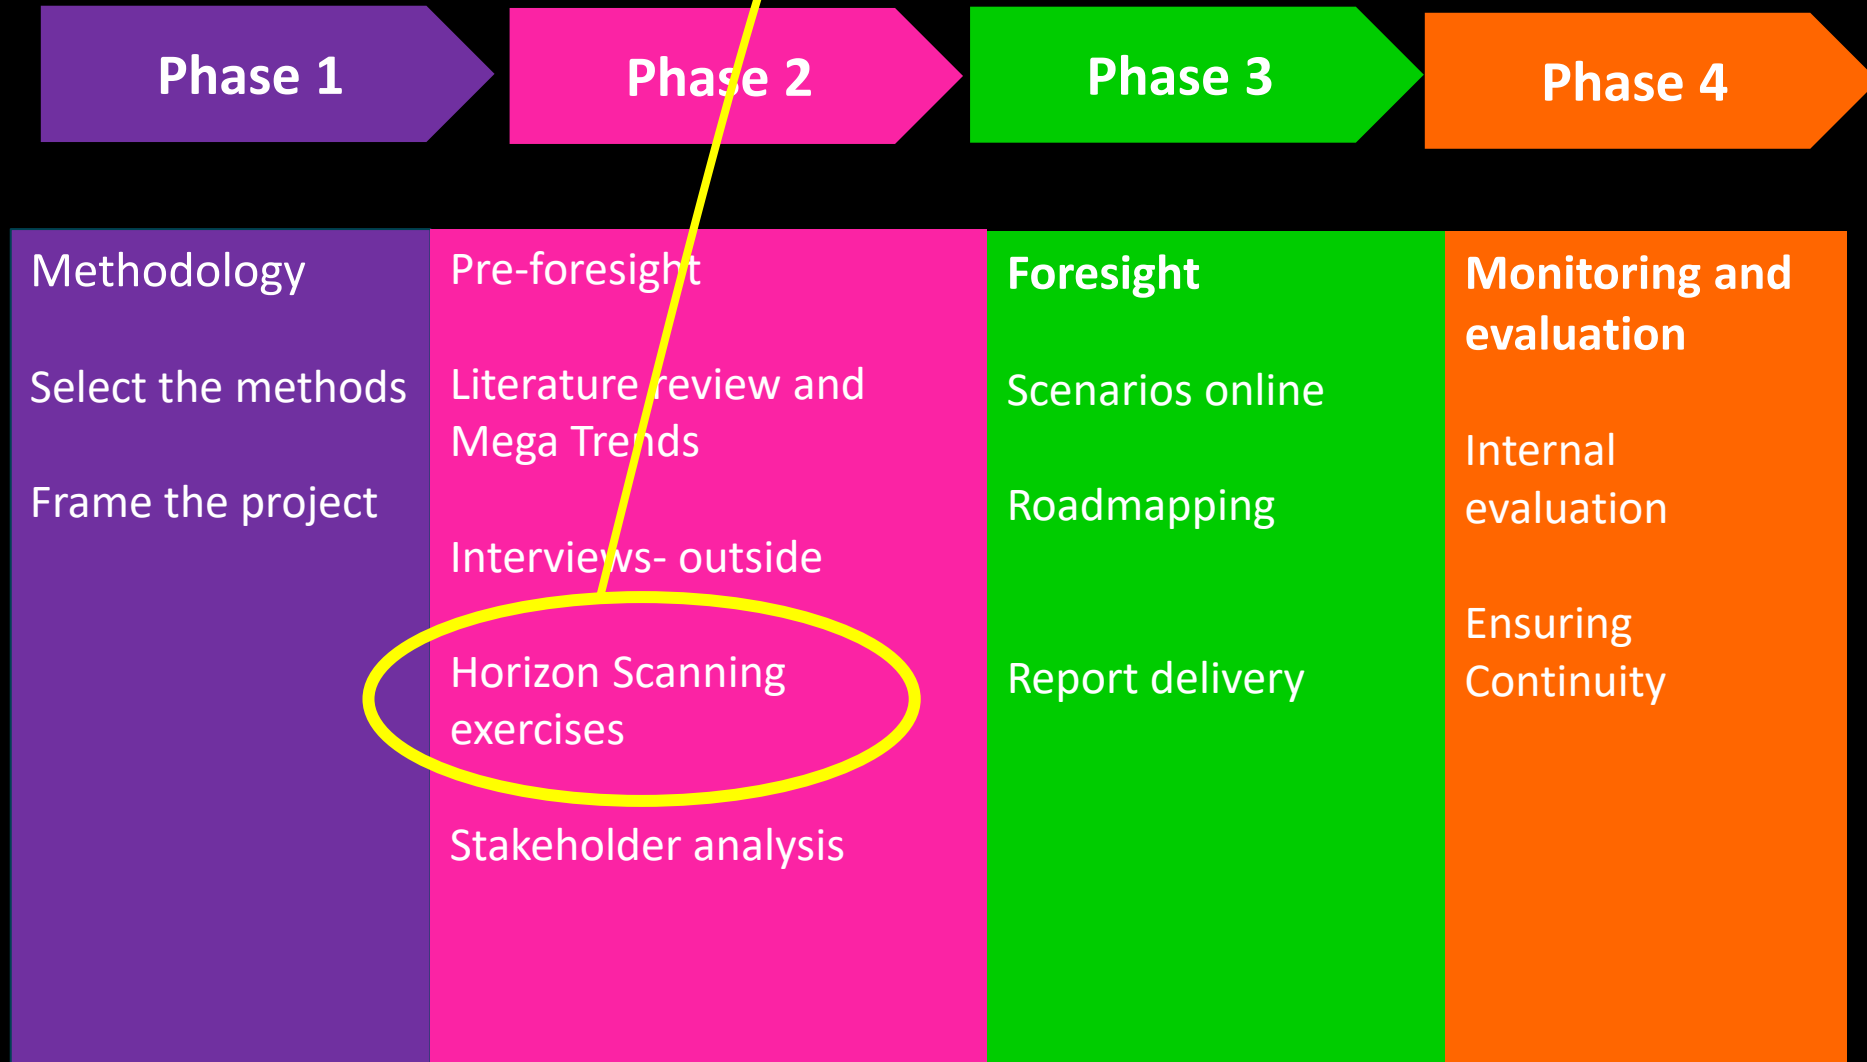 Phase 1
Phase 2
Phase 3
Phase 4
Methodology
Select the methods
Frame the project
Pre-foresight
Literature review and
Mega Trends
Interviews- outside
Horizon Scanning
exercises
Stakeholder analysis
Foresight
Scenarios online
Roadmapping
Report delivery
Monitoring and
evaluation
Internal
evaluation
Ensuring
Continuity